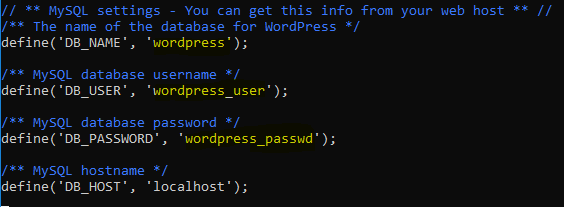 // ** MySQL settings - You can get this info from your web host ** //
/** The name of the database for WordPress */
define('DB_NAME', 'wordpress');
/** MySQL database username */
define('DB_USER', 'wordpress_user');
/** MySQL database password */
define('DB_PASSWORD', 'wordpress_passwd');
/** MySQL hostname */
define('DB_HOST', 'localhost');